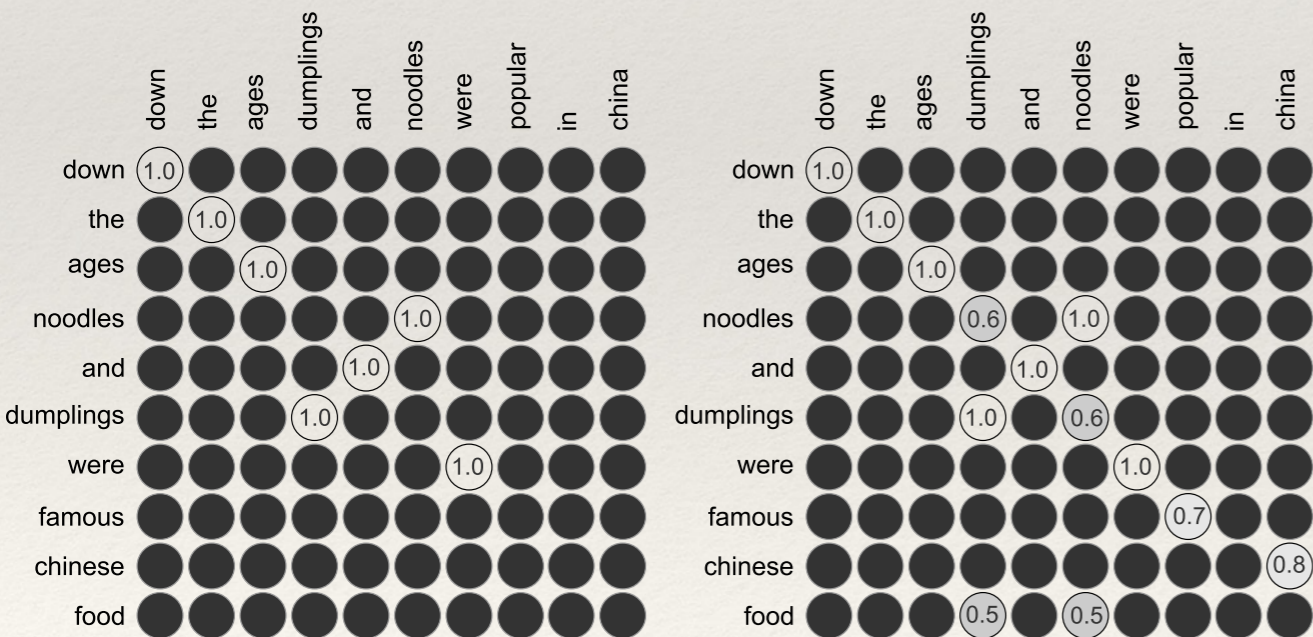 down the ages dumplings and noodles were popular in china
down 1.0
the 1.0
ages 1.0
noodles 1.0
and 1.0
dumplings 1.0
were 1.0
famous
chinese
food
down the ages dumplings and noodles were popular in china
down 1.0
the 1.0
ages 1.0
noodles 0.6 1.0
and 1.0
dumplings 1.0 0.6
were 1.0
famous 0.7
chinese 0.8
food 0.5 0.5